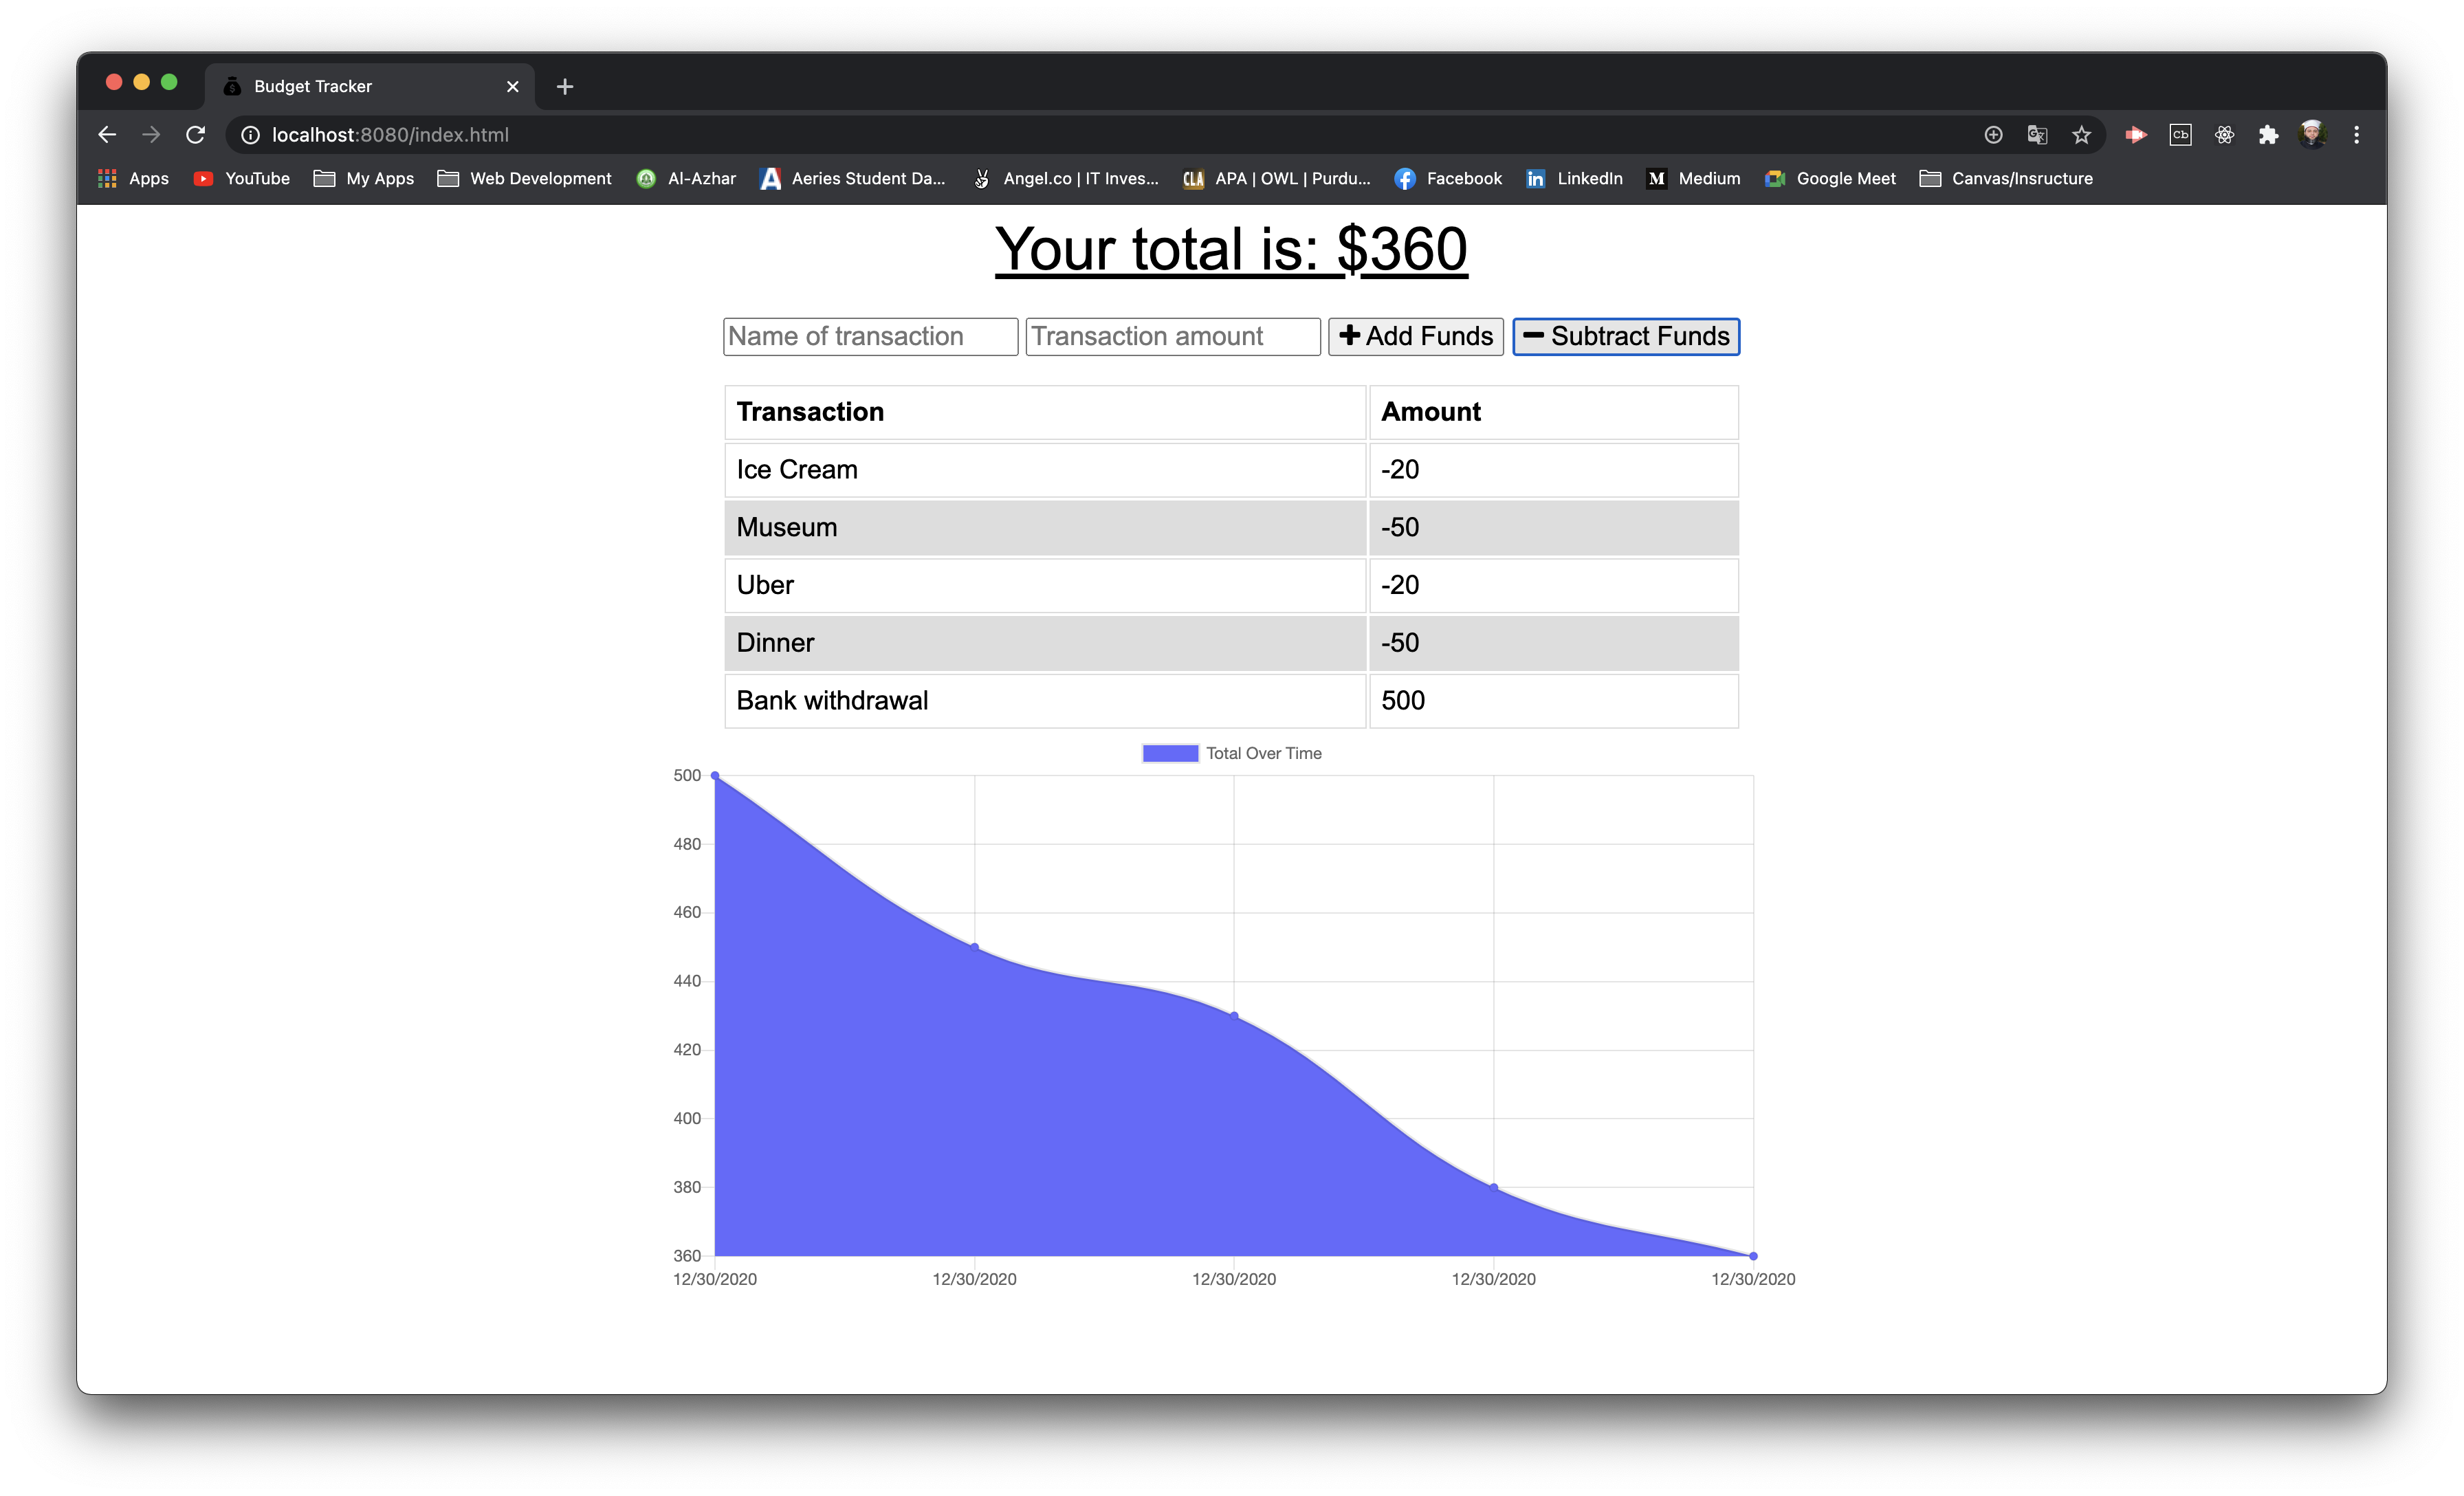 Budget Tracker
localhost:8080/index.html
Cb
Apps YouTube My Apps Web Development Al-Azhar Aeries Student Da... Angel.co | IT Inves... CLA APA | OWL | Purdu... Facebook in LinkedIn M Medium Google Meet Canvas/Insructure
Your total is: $360
Name of transaction Transaction amount + Add Funds − Subtract Funds
Transaction Amount
Ice Cream -20
Museum -50
Uber -20
Dinner -50
Bank withdrawal 500
Total Over Time
500
480
460
440
420
400
380
360
12/30/2020 12/30/2020 12/30/2020 12/30/2020 12/30/2020